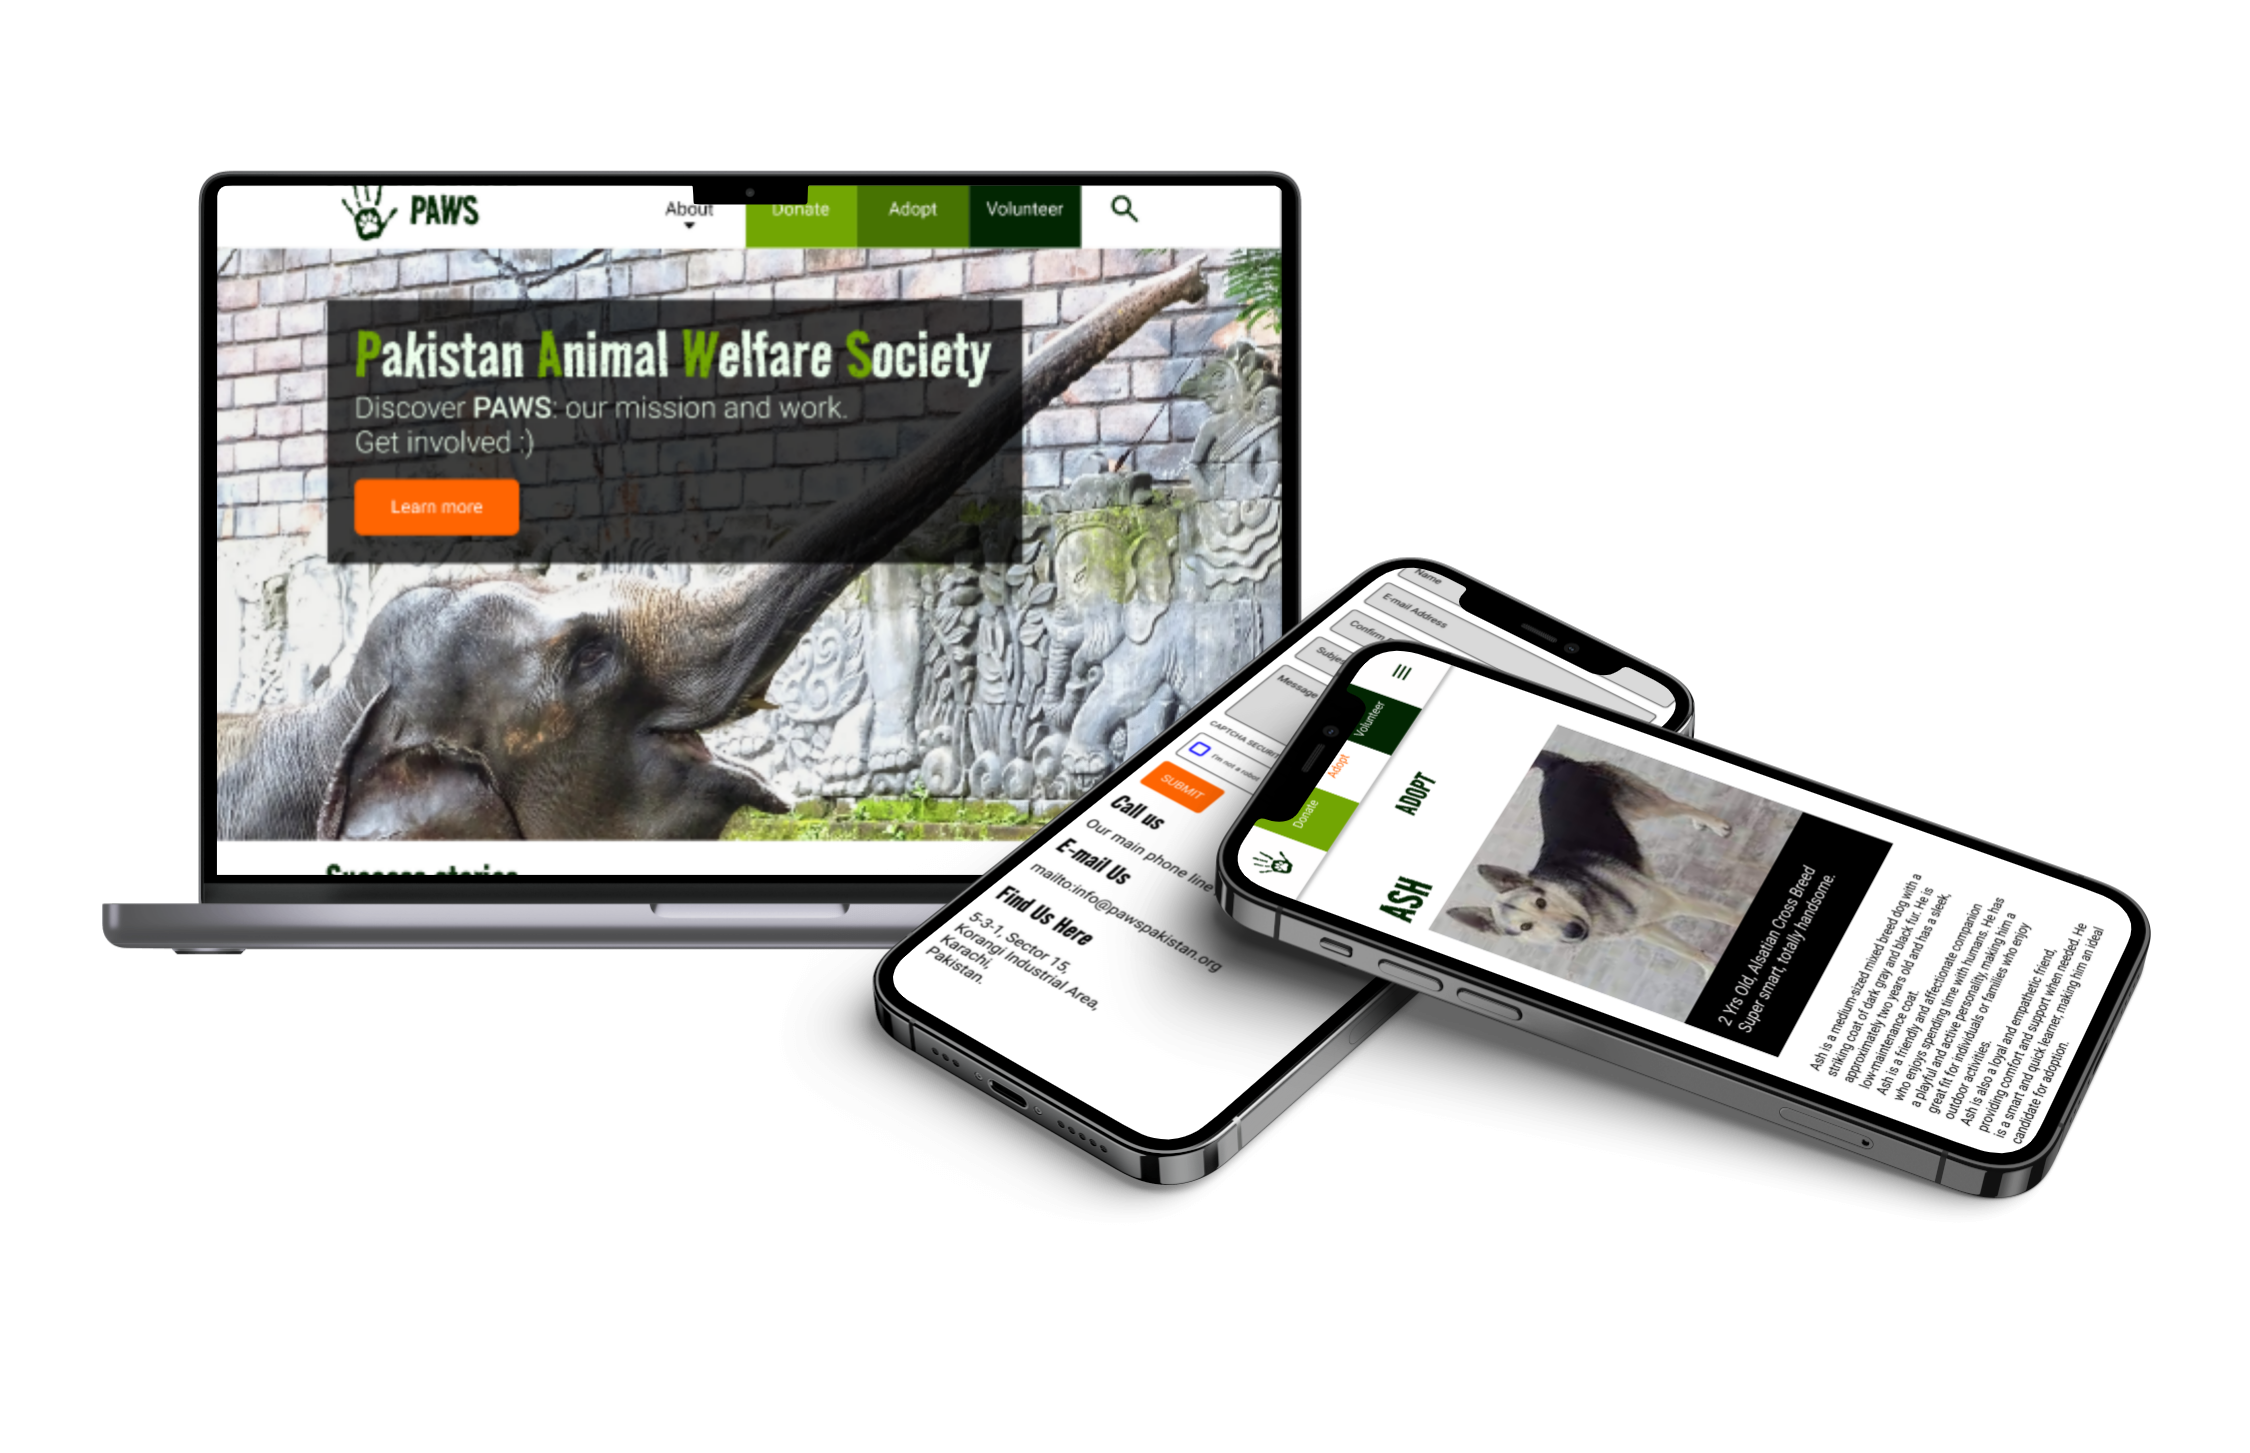 PAWS
About
Donate
Adopt
Volunteer
Pakistan Animal Welfare Society
Discover PAWS: our mission and work.
Get involved :)
Learn more
Success stories
Name
E-mail Address
Confirm
Message
CAPTCHA
I'm not a robot
SUBMIT
Call us
Our main phone line
E-mail Us
mailto:info@pawspakistan.org
Find Us Here
5-3-1, Sector 15,
Korangi Industrial Area,
Karachi,
Pakistan.
Donate
Adopt
Volunteer
ADOPT
ASH
2 Yrs Old, Alsatian Cross Breed
Super smart, totally handsome.
Ash is a medium-sized mixed breed dog with a
striking coat of dark gray and black fur. He is
approximately two years old and has a sleek,
low-maintenance coat.
Ash is a friendly and affectionate companion
who enjoys spending time with humans. He has
a playful and active personality, making him a
great fit for individuals or families who enjoy
outdoor activities.
Ash is also a loyal and empathetic friend,
providing comfort and support when needed. He
is a smart and quick learner, making him an ideal
candidate for adoption.